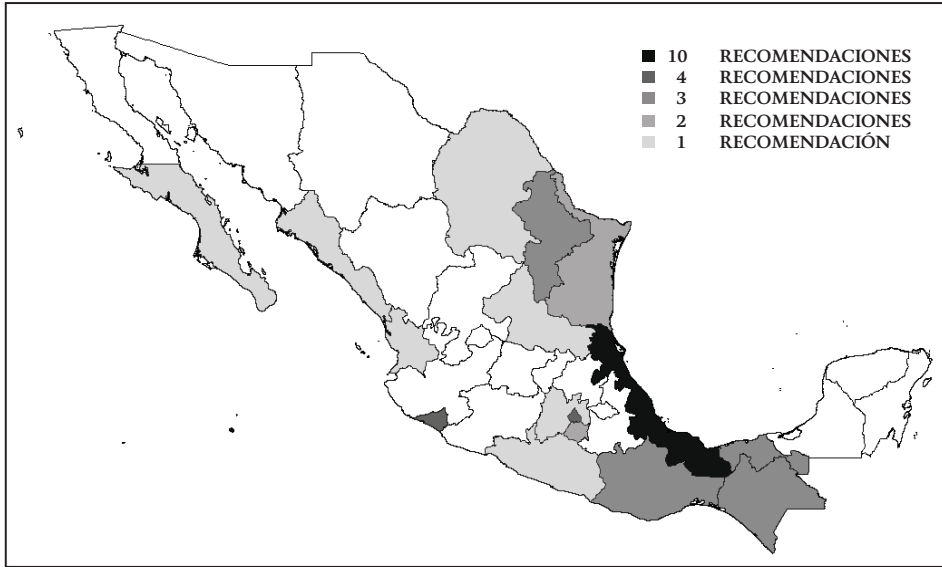 10 RECOMENDACIONES
4 RECOMENDACIONES
3 RECOMENDACIONES
2 RECOMENDACIONES
1 RECOMENDACIÓN